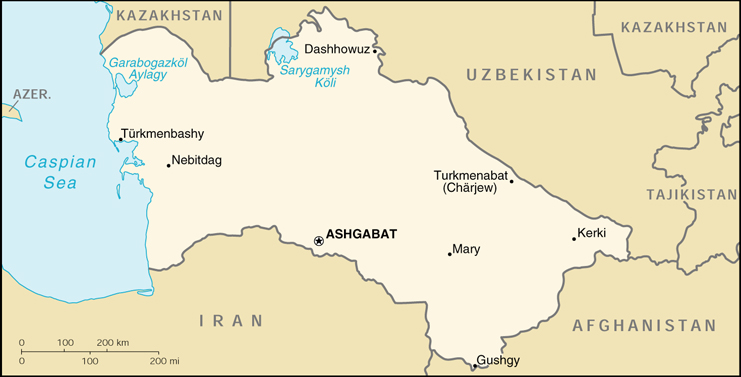 KAZAKHSTAN
KAZAKHSTAN
Dashhowuz
Garabogazköl
Aylagy
Sarygamysh
Köli
UZBEKISTAN
AZER.
Türkmenbashy
Caspian
Sea
Nebitdag
Turkmenabat
(Chärjew)
TAJIKISTAN
ASHGABAT
Mary
Kerki
IRAN
AFGHANISTAN
0 100 200 km
0 100 200 mi
Gushgy